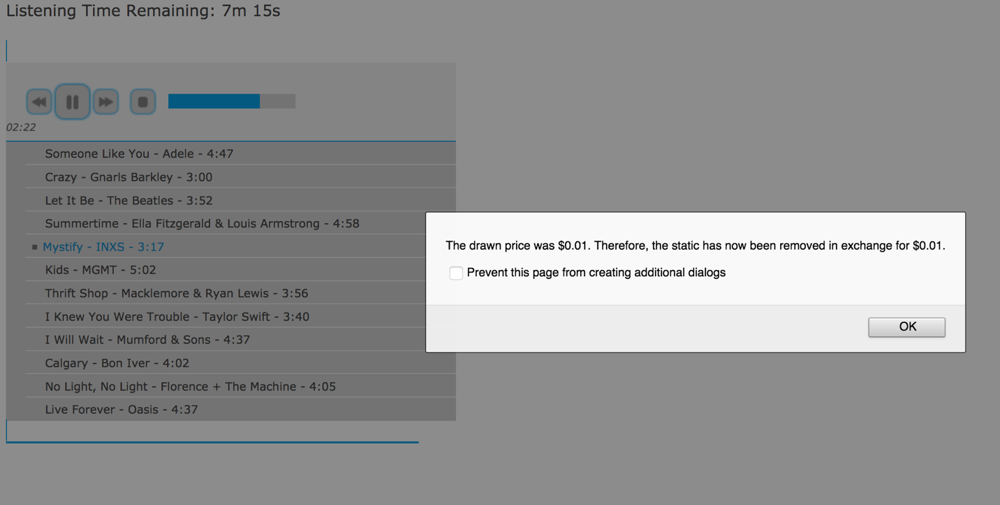 Listening Time Remaining: 7m 15s
02:22
Someone Like You - Adele - 4:47
Crazy - Gnarls Barkley - 3:00
Let It Be - The Beatles - 3:52
Summertime - Ella Fitzgerald & Louis Armstrong - 4:58
Mystify - INXS - 3:17
Kids - MGMT - 5:02
Thrift Shop - Macklemore & Ryan Lewis - 3:56
I Knew You Were Trouble - Taylor Swift - 3:40
I Will Wait - Mumford & Sons - 4:37
Calgary - Bon Iver - 4:02
No Light, No Light - Florence + The Machine - 4:05
Live Forever - Oasis - 4:37
The drawn price was $0.01. Therefore, the static has now been removed in exchange for $0.01.
Prevent this page from creating additional dialogs
OK